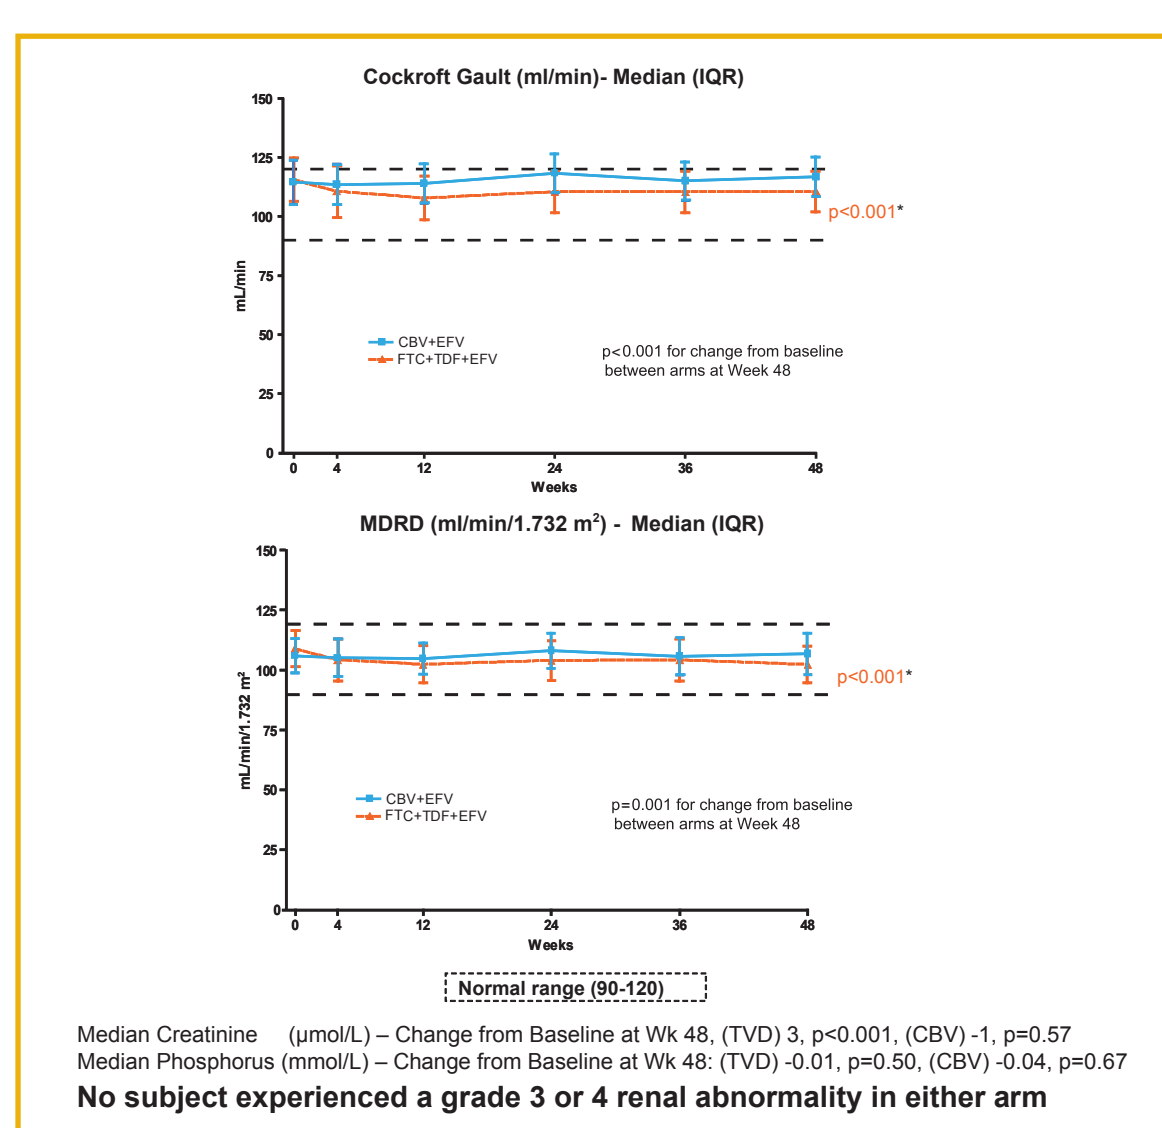 Cockroft Gault (ml/min)- Median (IQR)
150
125
100
75
50
25
0
mL/min
p<0.001*
CBV+EFV
FTC+TDF+EFV
p<0.001 for change from baseline
between arms at Week 48
0 4 12 24 36 48
Weeks
MDRD (ml/min/1.732 m²) - Median (IQR)
150
125
100
75
50
25
0
mL/min/1.732 m²
p<0.001*
CBV+EFV
FTC+TDF+EFV
p=0.001 for change from baseline
between arms at Week 48
0 4 12 24 36 48
Weeks
Normal range (90-120)
Median Creatinine (µmol/L) – Change from Baseline at Wk 48, (TVD) 3, p<0.001, (CBV) -1, p=0.57
Median Phosphorus (mmol/L) – Change from Baseline at Wk 48: (TVD) -0.01, p=0.50, (CBV) -0.04, p=0.67
No subject experienced a grade 3 or 4 renal abnormality in either arm